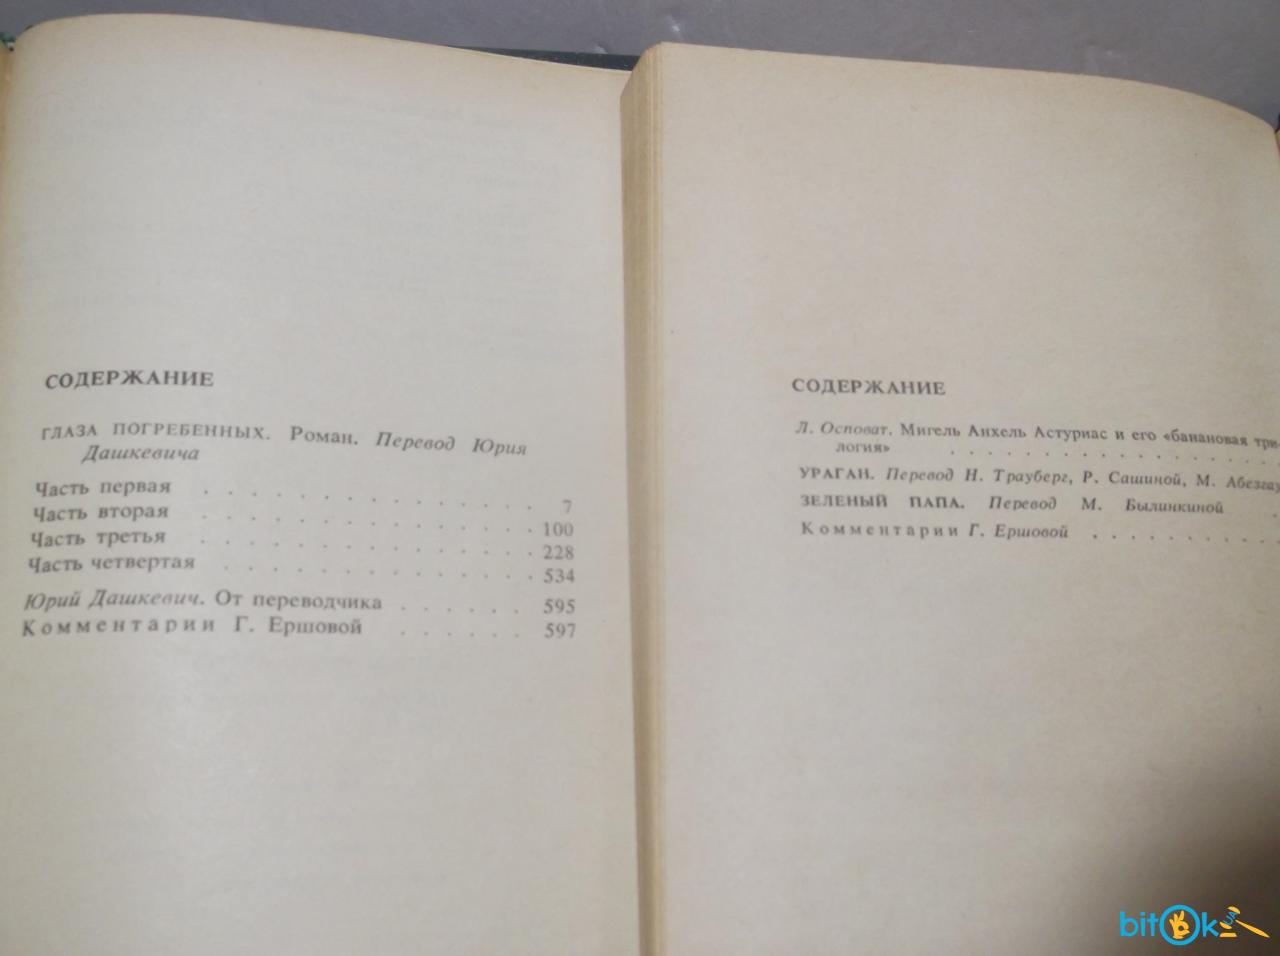 СОДЕРЖАНИЕ
ГЛАЗА ПОГРЕБЕННЫХ. Роман. Перевод Юрия
Дашкевича
Часть первая . . . . . . . . . . . . . 7
Часть вторая . . . . . . . . . . . . . 100
Часть третья . . . . . . . . . . . . . 228
Часть четвертая . . . . . . . . . . . 534
Юрий Дашкевич. От переводчика . . . . . . 595
Комментарии Г. Ершовой . . . . . . 597
СОДЕРЖАНИЕ
Л. Осповат. Мигель Анхель Астуриас и его «банановая три-
логия» . . . . . . . . . . . . . . . .
УРАГАН. Перевод Н. Трауберг, Р. Сашиной, М. Абезгау
ЗЕЛЕНЫЙ ПАПА. Перевод М. Былинкиной .
Комментарии Г. Ершовой . . . . . . . . .
bitok UA